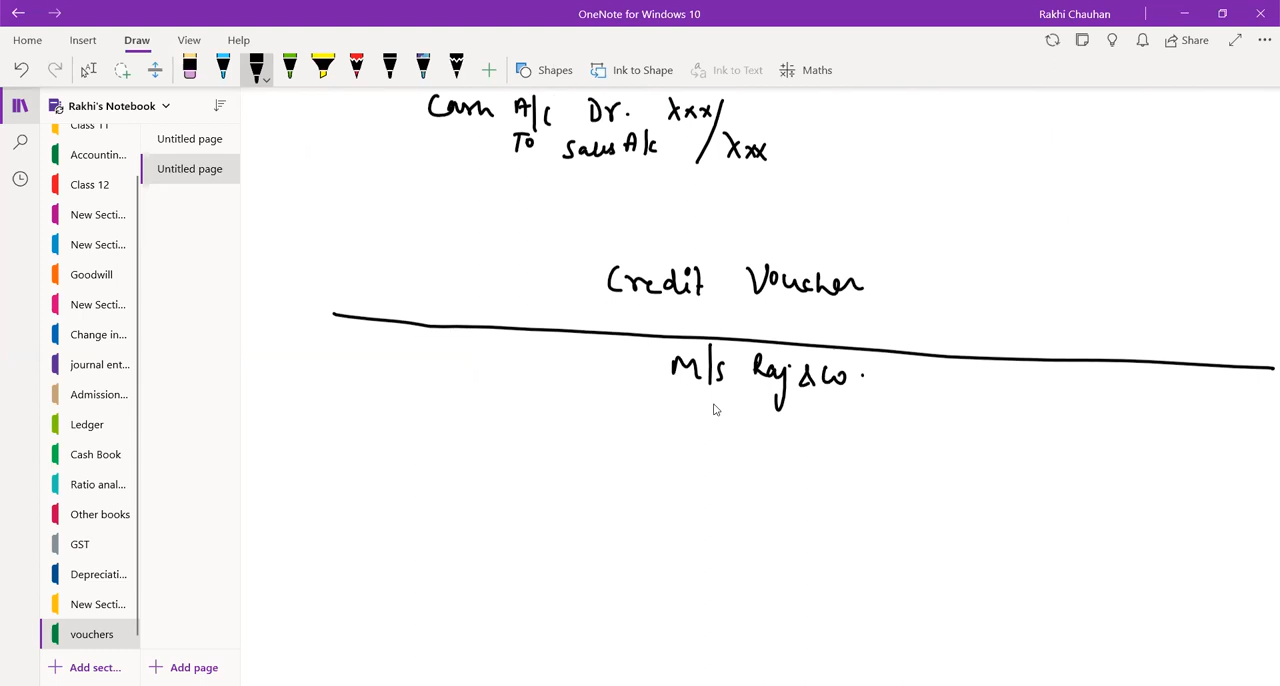 OneNote for Windows 10
Rakhi Chauhan
Home Insert Draw View Help
Share
Shapes Ink to Shape Ink to Text Maths
Rakhi's Notebook
Class 11
Accountin...
Class 12
New Secti...
New Secti...
Goodwill
New Secti...
Change in...
journal ent...
Admission...
Ledger
Cash Book
Ratio anal...
Other books
GST
Depreciati...
New Secti...
vouchers
Add sect...
Untitled page
Untitled page
Add page
Cash A/c Dr. xxx/
To Sales A/c /xxx
Credit Voucher
M/s Raj & Co.